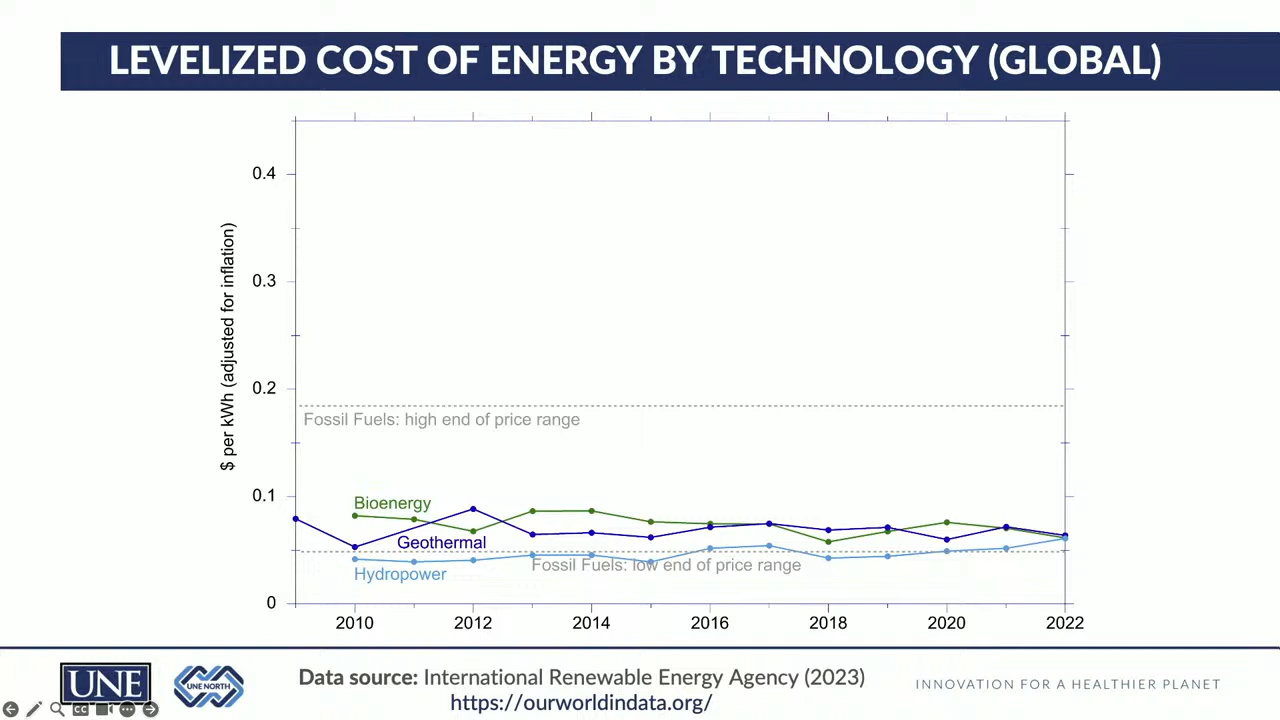 LEVELIZED COST OF ENERGY BY TECHNOLOGY (GLOBAL)
0.4
0.3
0.2
0.1
0
$ per kWh (adjusted for inflation)
Fossil Fuels: high end of price range
Bioenergy
Geothermal
Fossil Fuels: low end of price range
Hydropower
2010
2012
2014
2016
2018
2020
2022
UNE
UNE NORTH
Data source: International Renewable Energy Agency (2023)
https://ourworldindata.org/
INNOVATION FOR A HEALTHIER PLANET
CC